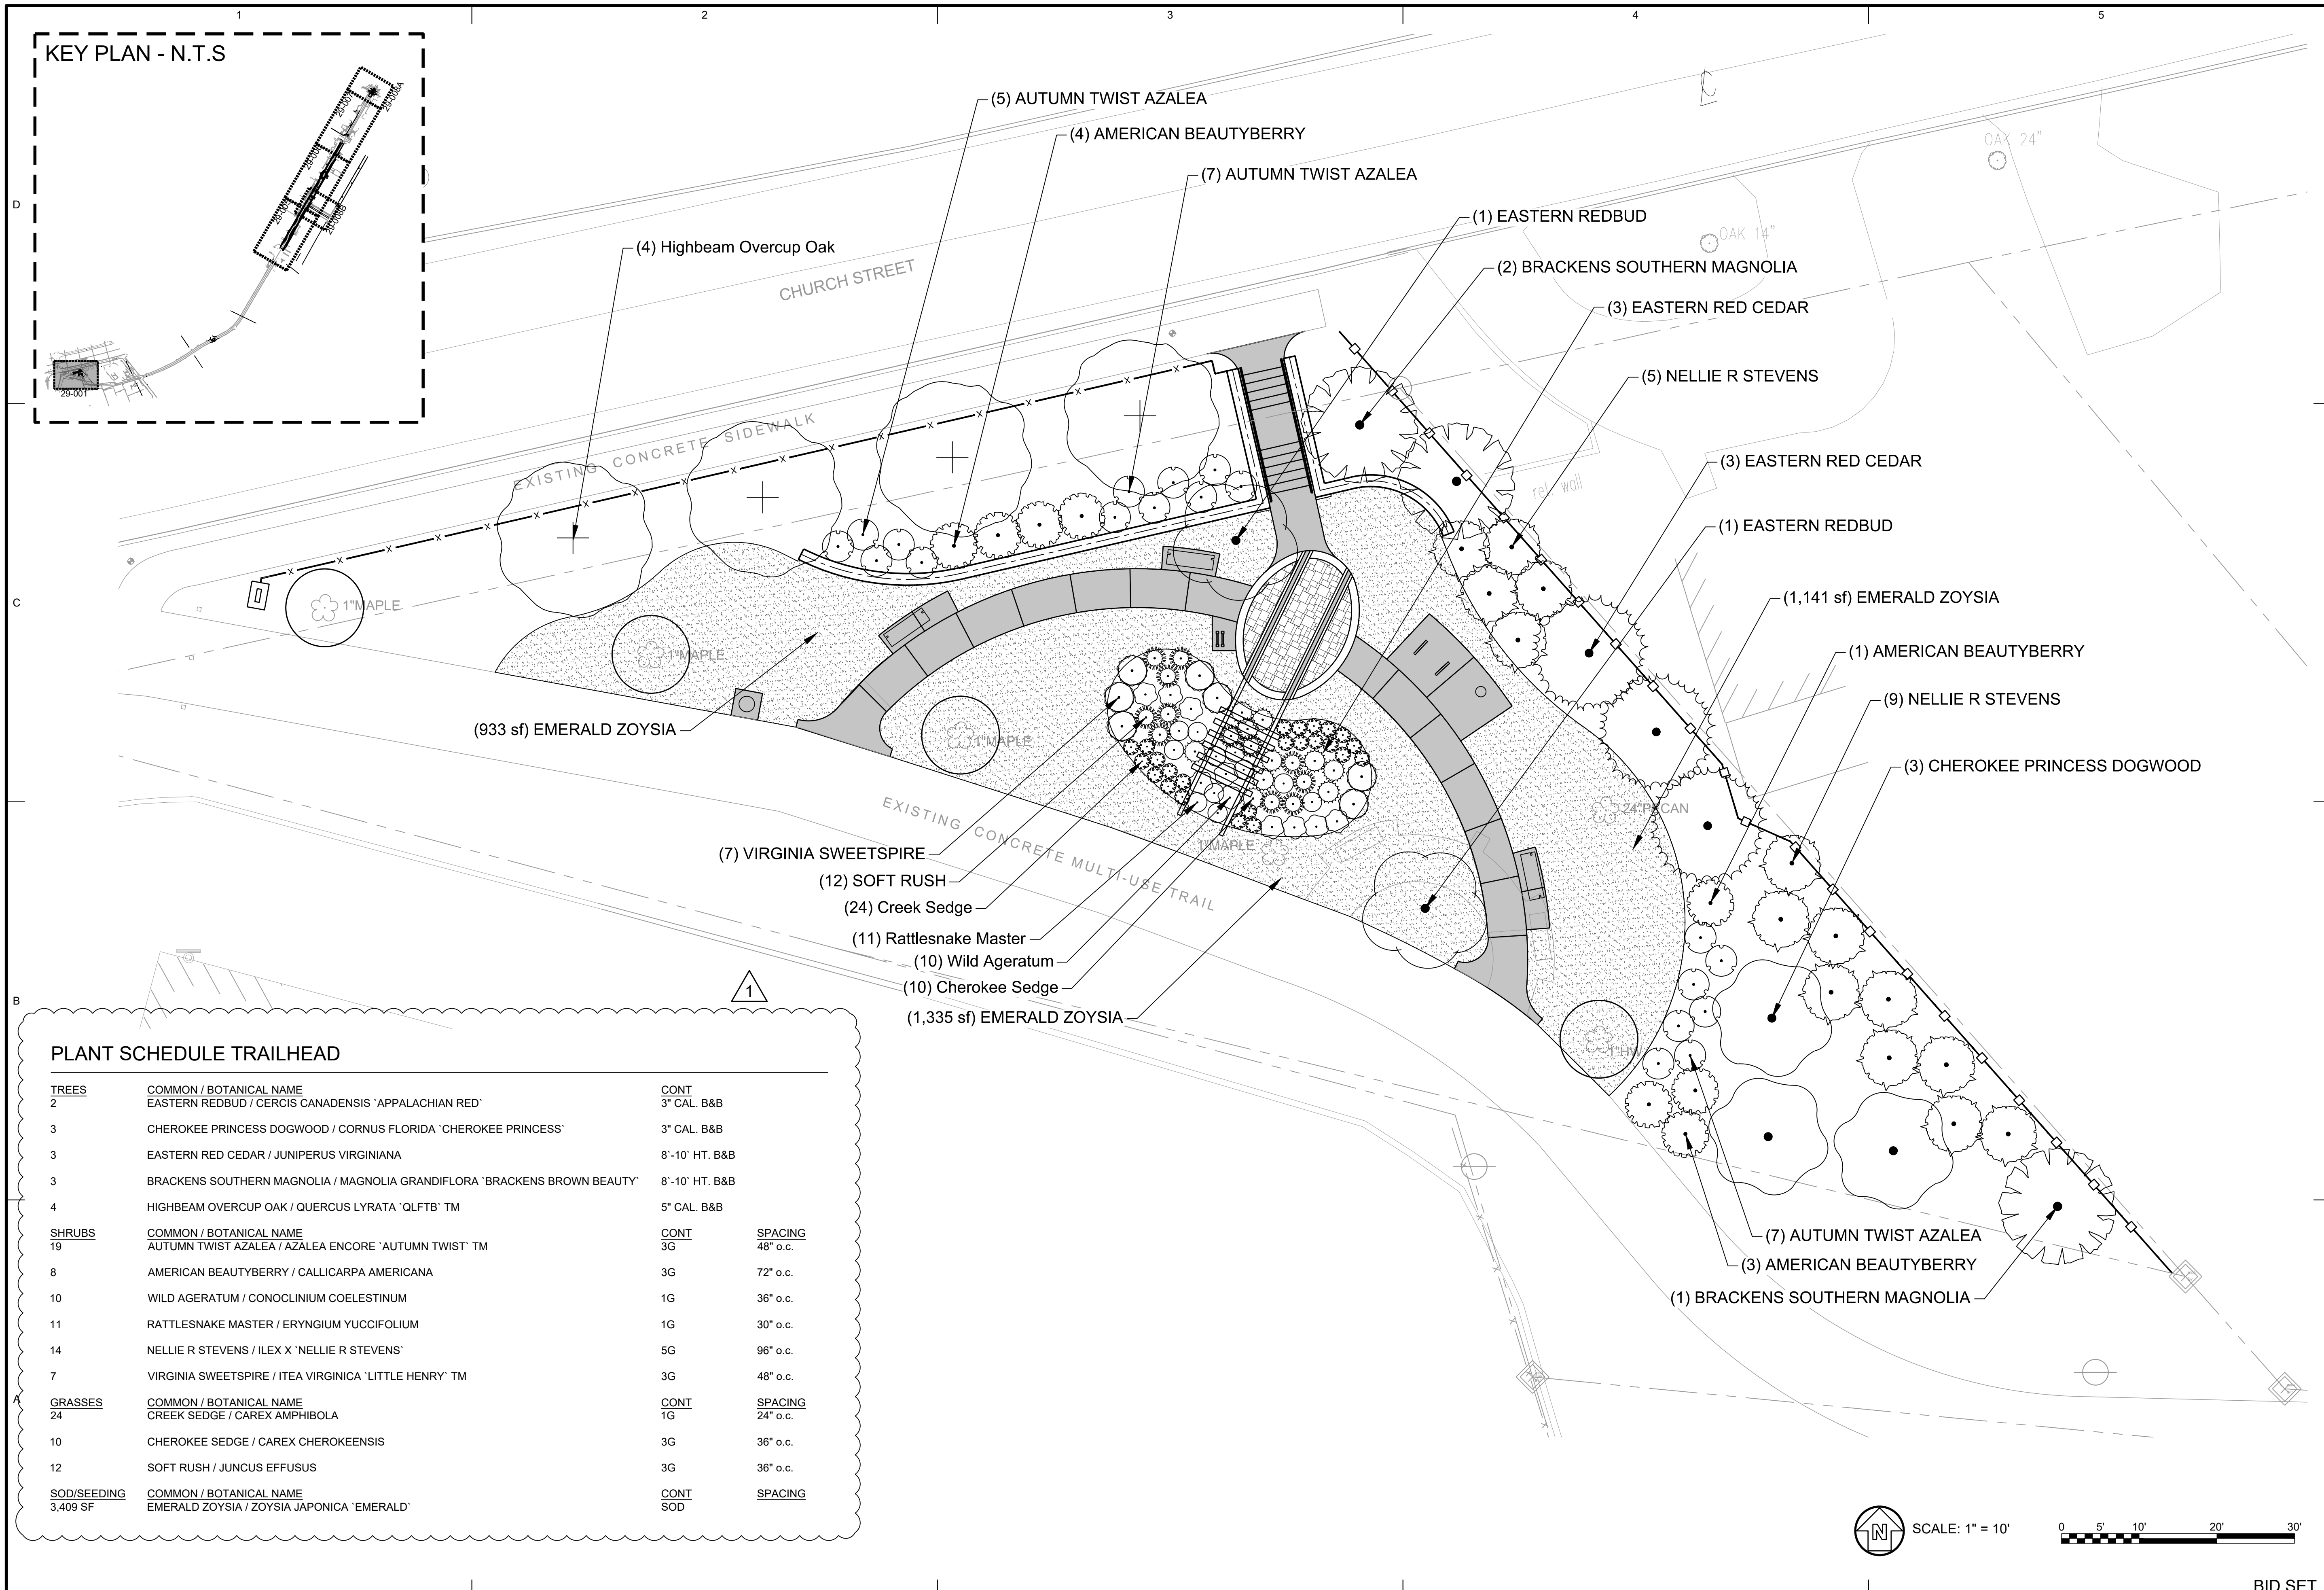 1 2 3 4 5
KEY PLAN - N.T.S
29-008A
29-008B
29-001
D
C
B
A
(5) AUTUMN TWIST AZALEA
(4) AMERICAN BEAUTYBERRY
(7) AUTUMN TWIST AZALEA
(1) EASTERN REDBUD
(4) Highbeam Overcup Oak
(2) BRACKENS SOUTHERN MAGNOLIA
(3) EASTERN RED CEDAR
(5) NELLIE R STEVENS
(3) EASTERN RED CEDAR
(1) EASTERN REDBUD
(1,141 sf) EMERALD ZOYSIA
(1) AMERICAN BEAUTYBERRY
(9) NELLIE R STEVENS
(3) CHEROKEE PRINCESS DOGWOOD
OAK 24"
OAK 14"
CHURCH STREET
EXISTING CONCRETE SIDEWALK
ret. wall
1"MAPLE
1"MAPLE
1"MAPLE
1"MAPLE
24"PECAN
1"HW
(933 sf) EMERALD ZOYSIA
EXISTING CONCRETE MULTI-USE TRAIL
(7) VIRGINIA SWEETSPIRE
(12) SOFT RUSH
(24) Creek Sedge
(11) Rattlesnake Master
(10) Wild Ageratum
(10) Cherokee Sedge
(1,335 sf) EMERALD ZOYSIA
(7) AUTUMN TWIST AZALEA
(3) AMERICAN BEAUTYBERRY
(1) BRACKENS SOUTHERN MAGNOLIA
1
PLANT SCHEDULE TRAILHEAD
TREES COMMON / BOTANICAL NAME CONT
2 EASTERN REDBUD / CERCIS CANADENSIS `APPALACHIAN RED` 3" CAL. B&B
3 CHEROKEE PRINCESS DOGWOOD / CORNUS FLORIDA `CHEROKEE PRINCESS` 3" CAL. B&B
3 EASTERN RED CEDAR / JUNIPERUS VIRGINIANA 8`-10` HT. B&B
3 BRACKENS SOUTHERN MAGNOLIA / MAGNOLIA GRANDIFLORA `BRACKENS BROWN BEAUTY` 8`-10` HT. B&B
4 HIGHBEAM OVERCUP OAK / QUERCUS LYRATA `QLFTB` TM 5" CAL. B&B
SHRUBS COMMON / BOTANICAL NAME CONT SPACING
19 AUTUMN TWIST AZALEA / AZALEA ENCORE `AUTUMN TWIST` TM 3G 48" o.c.
8 AMERICAN BEAUTYBERRY / CALLICARPA AMERICANA 3G 72" o.c.
10 WILD AGERATUM / CONOCLINIUM COELESTINUM 1G 36" o.c.
11 RATTLESNAKE MASTER / ERYNGIUM YUCCIFOLIUM 1G 30" o.c.
14 NELLIE R STEVENS / ILEX X `NELLIE R STEVENS` 5G 96" o.c.
7 VIRGINIA SWEETSPIRE / ITEA VIRGINICA `LITTLE HENRY` TM 3G 48" o.c.
GRASSES COMMON / BOTANICAL NAME CONT SPACING
24 CREEK SEDGE / CAREX AMPHIBOLA 1G 24" o.c.
10 CHEROKEE SEDGE / CAREX CHEROKEENSIS 3G 36" o.c.
12 SOFT RUSH / JUNCUS EFFUSUS 3G 36" o.c.
SOD/SEEDING COMMON / BOTANICAL NAME CONT SPACING
3,409 SF EMERALD ZOYSIA / ZOYSIA JAPONICA `EMERALD` SOD
N
SCALE: 1" = 10'
0 5' 10' 20' 30'
BID SET